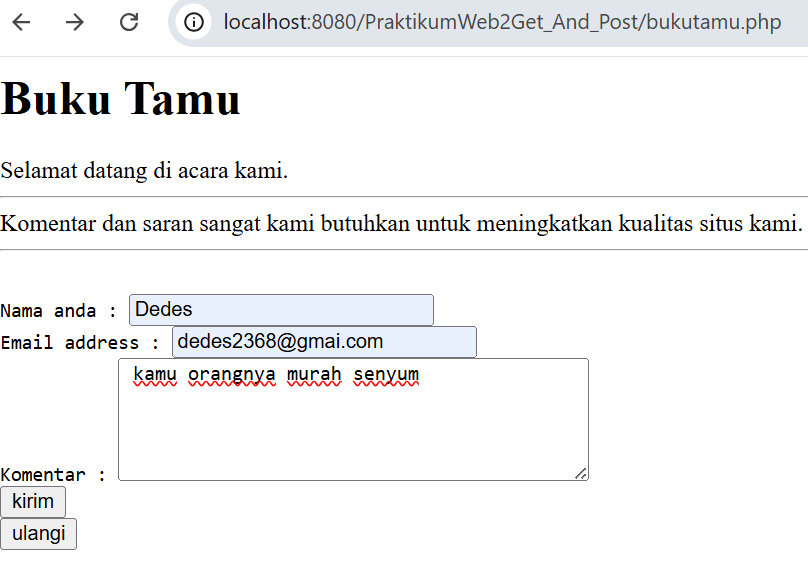 localhost:8080/PraktikumWeb2Get_And_Post/bukutamu.php
Buku Tamu
Selamat datang di acara kami.
Komentar dan saran sangat kami butuhkan untuk meningkatkan kualitas situs kami.
Nama anda : Dedes
Email address : dedes2368@gmai.com
kamu orangnya murah senyum
Komentar :
kirim
ulangi